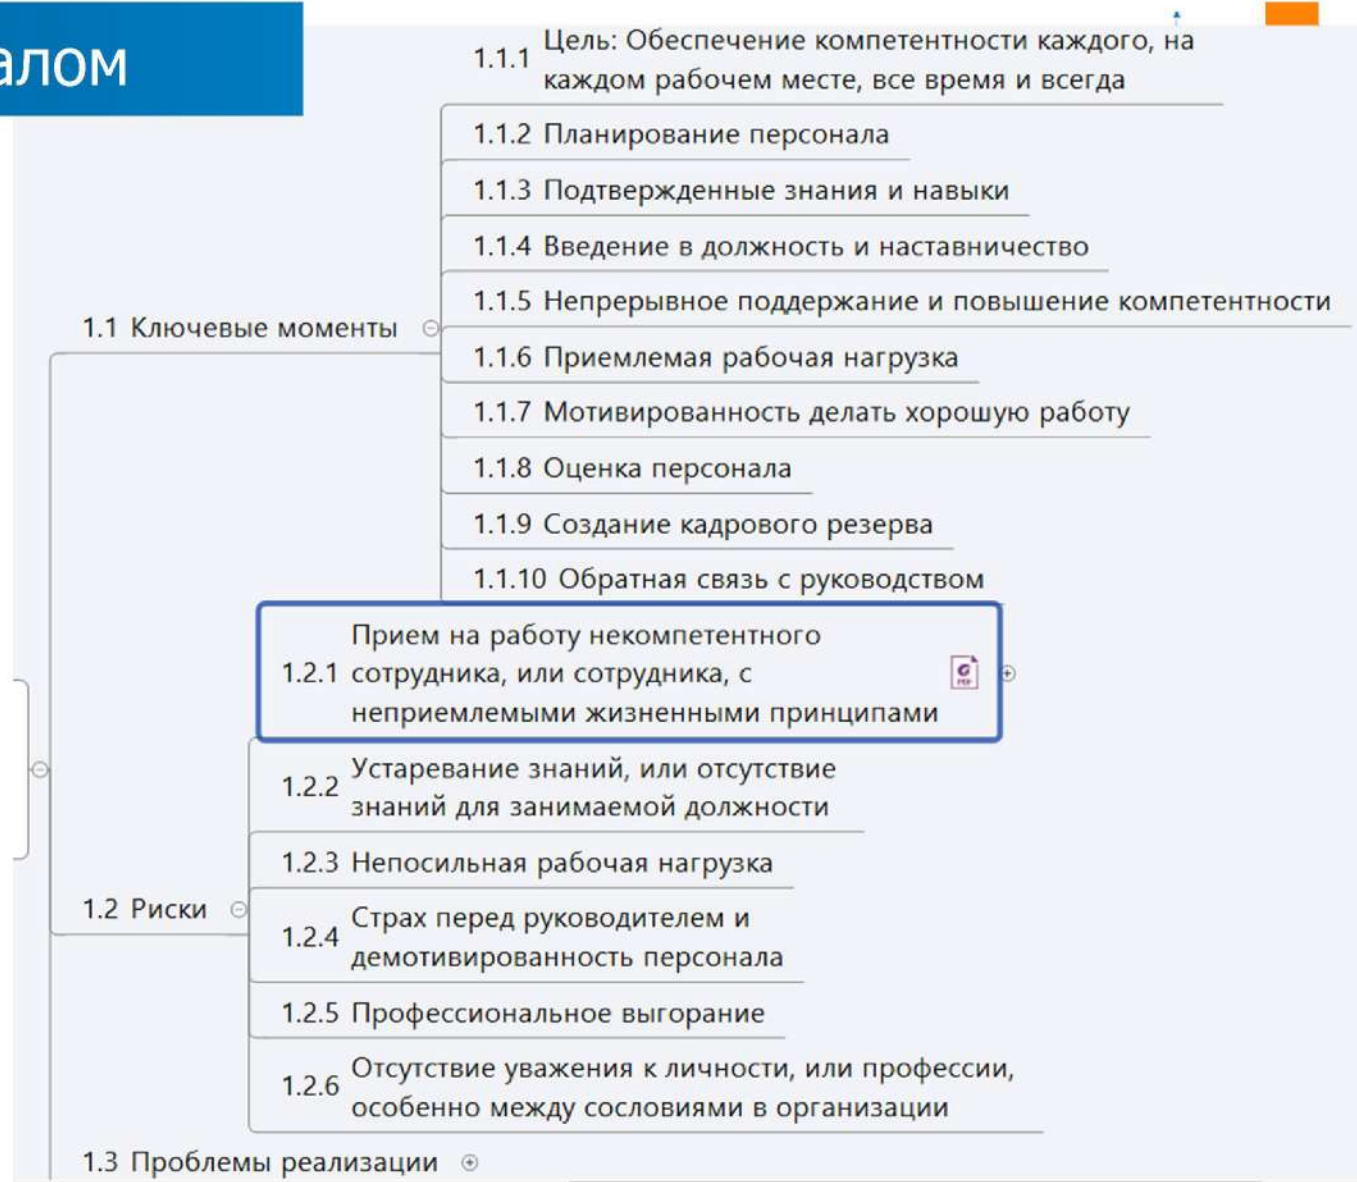 алом
1.1.1 Цель: Обеспечение компетентности каждого, на
каждом рабочем месте, все время и всегда
1.1.2 Планирование персонала
1.1.3 Подтвержденные знания и навыки
1.1.4 Введение в должность и наставничество
1.1.5 Непрерывное поддержание и повышение компетентности
1.1 Ключевые моменты
1.1.6 Приемлемая рабочая нагрузка
1.1.7 Мотивированность делать хорошую работу
1.1.8 Оценка персонала
1.1.9 Создание кадрового резерва
1.1.10 Обратная связь с руководством
Прием на работу некомпетентного
1.2.1 сотрудника, или сотрудника, с
неприемлемыми жизненными принципами
PDF
1.2.2 Устаревание знаний, или отсутствие
знаний для занимаемой должности
1.2.3 Непосильная рабочая нагрузка
1.2 Риски
1.2.4 Страх перед руководителем и
демотивированность персонала
1.2.5 Профессиональное выгорание
1.2.6 Отсутствие уважения к личности, или профессии,
особенно между сословиями в организации
1.3 Проблемы реализации